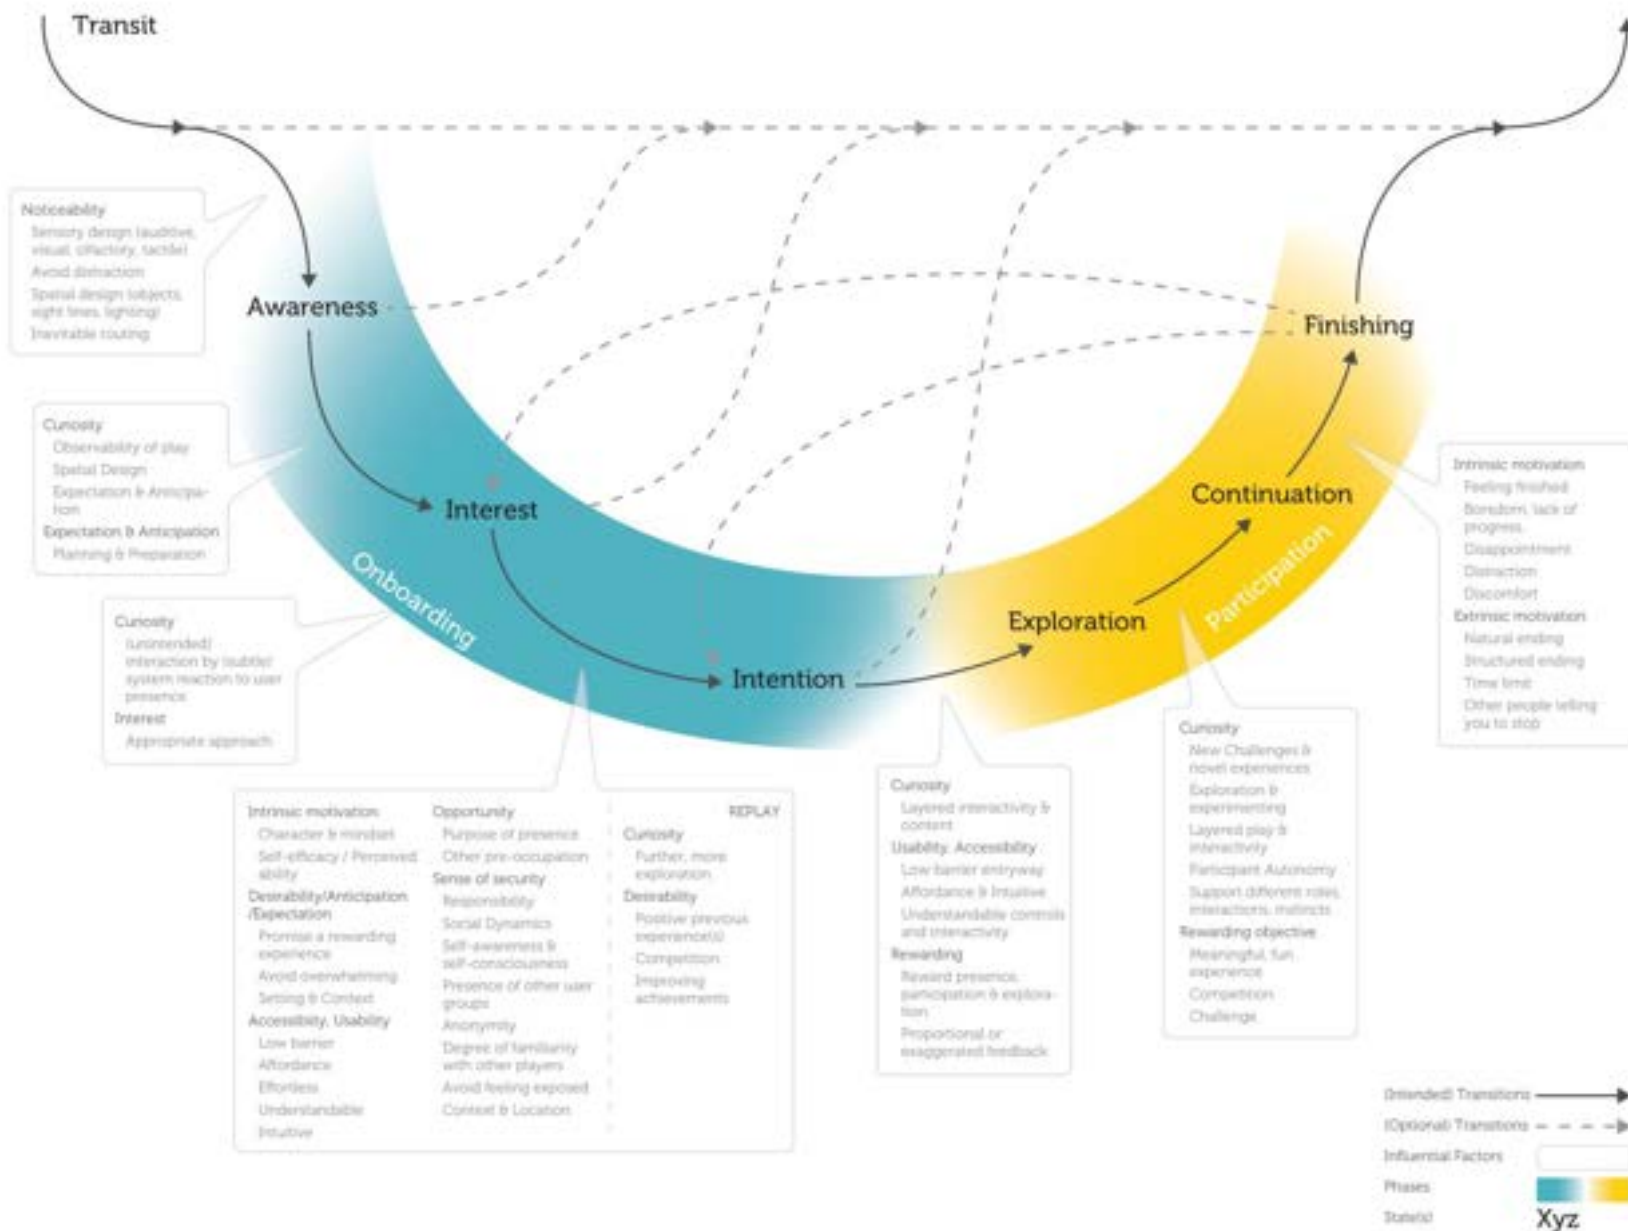 Transit
Noticeability
Sensory design (auditive,
visual, olfactory, tactile)
Avoid distraction
Spatial design (objects,
sight lines, lighting)
Inevitable routing
Awareness
Finishing
Curiosity
Observability of play
Spatial Design
Expectation & Anticipa-
tion
Expectation & Anticipation
Planning & Preparation
Interest
Continuation
Intrinsic motivation
Feeling finished
Boredom, lack of
progress,
Disappointment
Distraction
Discomfort
Extrinsic motivation
Natural ending
Structured ending
Time limit
Other people telling
you to stop
Onboarding
Participation
Exploration
Intention
Curiosity
(unintended)
interaction by (subtle)
system reaction to user
presence
Interest
Appropriate approach
Intrinsic motivation
Character & mindset
Self-efficacy / Perceived
ability
Desirability/Anticipation
/Expectation
Promise a rewarding
experience
Avoid overwhelming
Setting & Context
Accessibiity, Usability
Low barrier
Affordance
Effortless
Understandable
Intuitive
Opportunity
Purpose of presence
Other pre-occupation
Sense of security
Responsibility
Social Dynamics
Self-awareness &
self-consciousness
Presence of other user
groups
Anonymity
Degree of familiarity
with other players
Avoid feeling exposed
Context & Location
REPLAY
Curiosity
Further, more
exploration
Desirability
Positive previous
experience(s)
Competition
Improving
achievements
Curiosity
Layered interactivity &
content
Usability, Accessibility
Low barrier entryway
Affordance & Intuitive
Understandable controls
and interactivity
Rewarding
Reward presence,
participation & explora-
tion
Proportional or
exaggerated feedback
Curiosity
New Challenges &
novel experiences
Exploration &
experimenting
Layered play &
interactivity
Participant Autonomy
Support different roles,
interactions, instincts
Rewarding objective
Meaningful, fun
experience
Competition
Challenge
(Intended) Transitions
(Optional) Transitions
Influential Factors
Phases
State(s)
Xyz